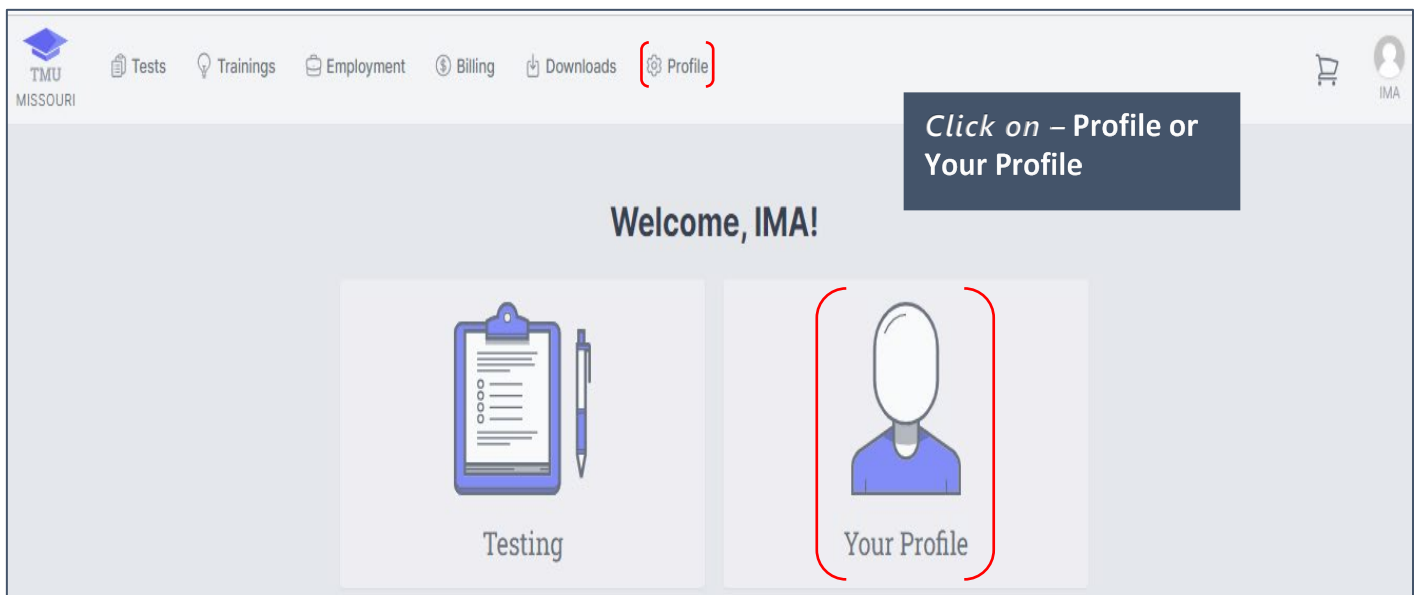 TMU
MISSOURI
Tests Trainings Employment Billing Downloads Profile
IMA
Click on – Profile or
Your Profile
Welcome, IMA!
Testing Your Profile